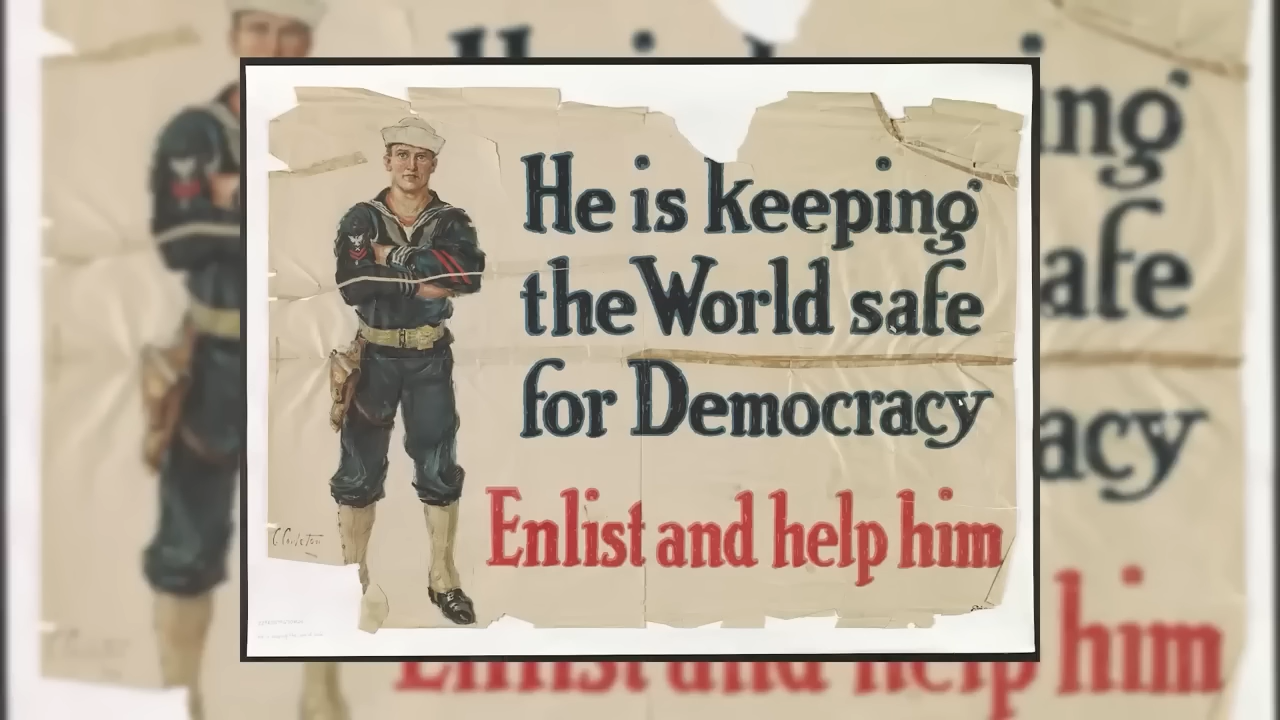 He is keeping
the World safe
for Democracy
Enlist and help him